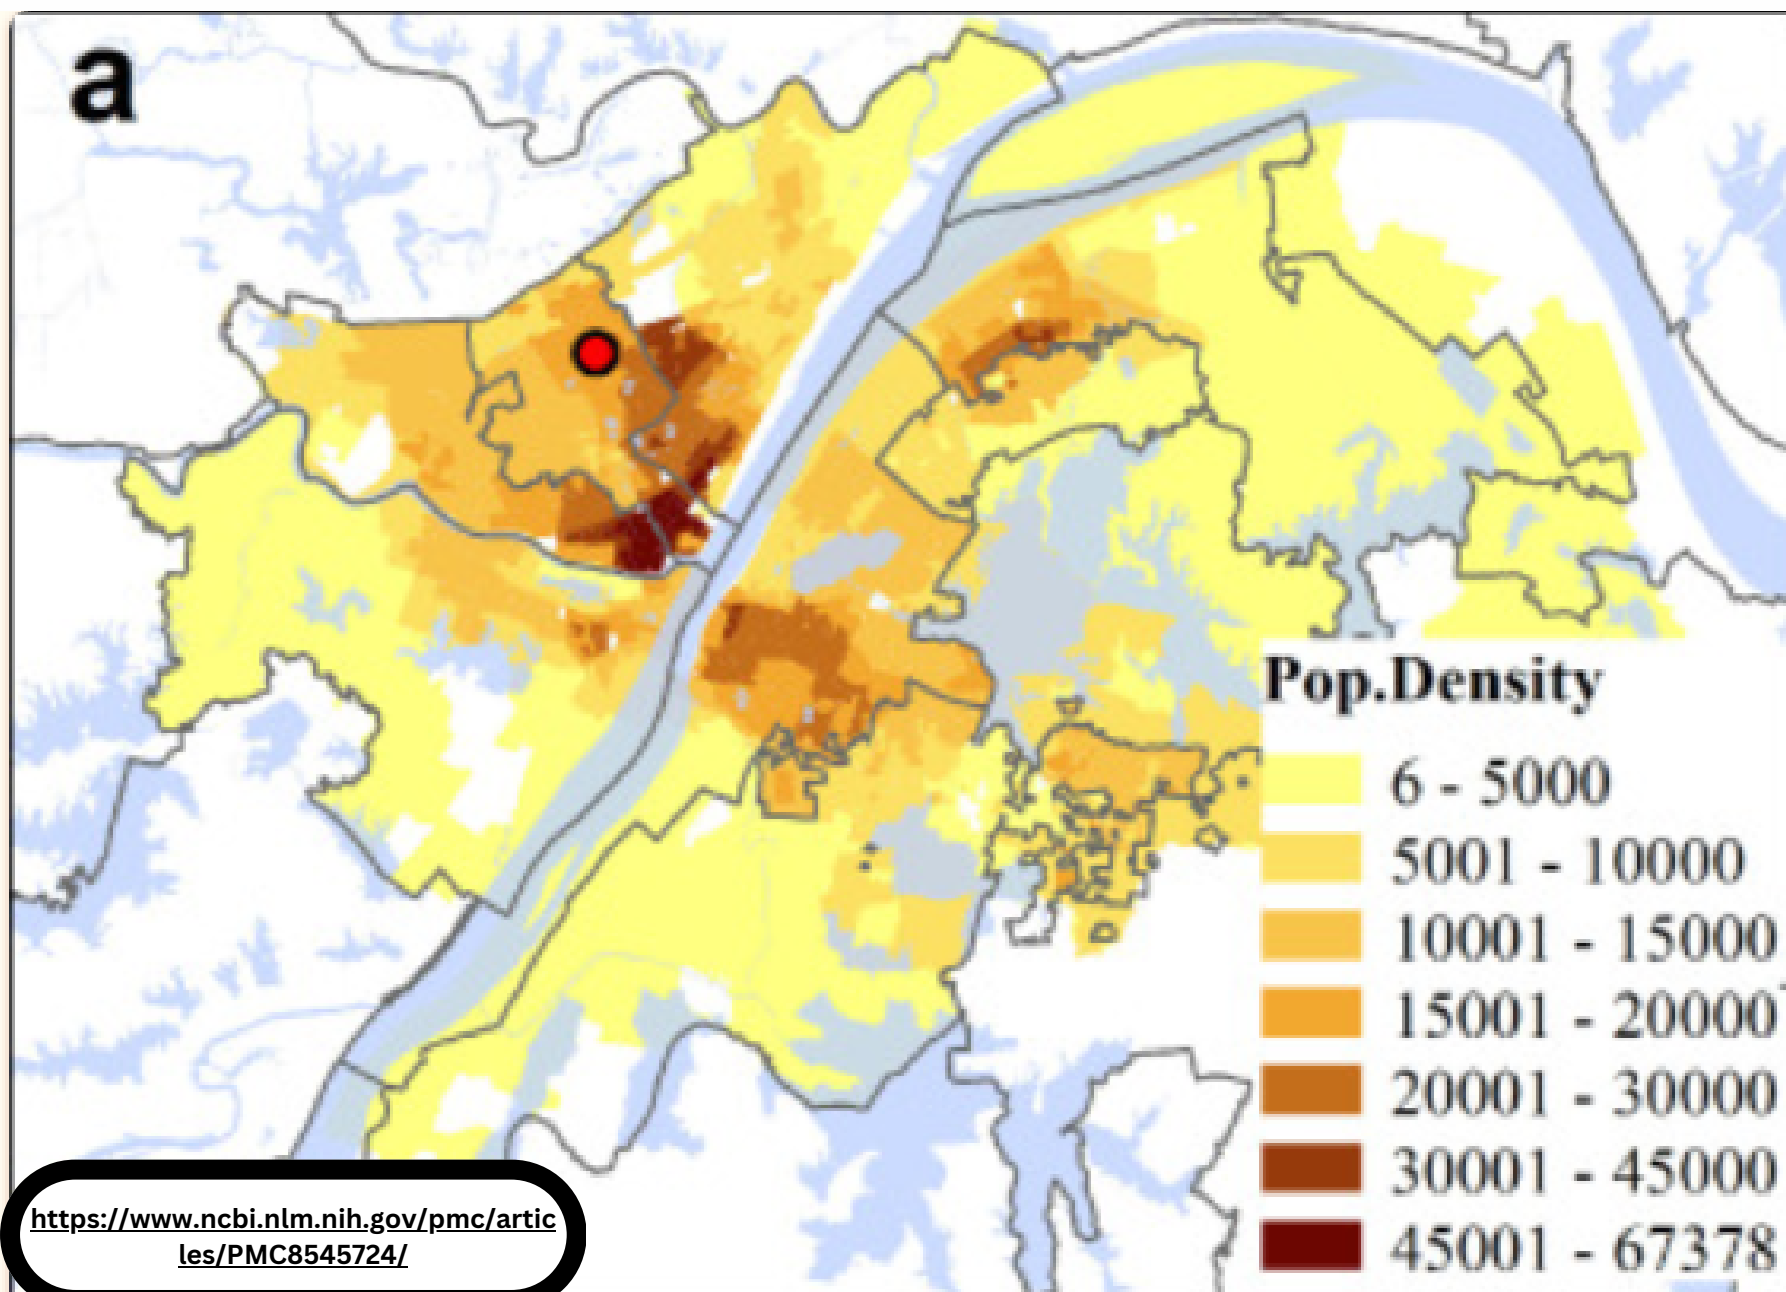 a
Pop.Density
6 - 5000
5001 - 10000
10001 - 15000
15001 - 20000
20001 - 30000
30001 - 45000
45001 - 67378
https://www.ncbi.nlm.nih.gov/pmc/artic
les/PMC8545724/